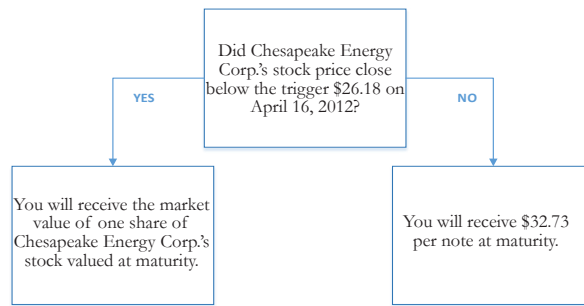 Did Chesapeake Energy
Corp.'s stock price close
below the trigger $26.18 on
April 16, 2012?
YES
NO
You will receive the market
value of one share of
Chesapeake Energy Corp.'s
stock valued at maturity.
You will receive $32.73
per note at maturity.